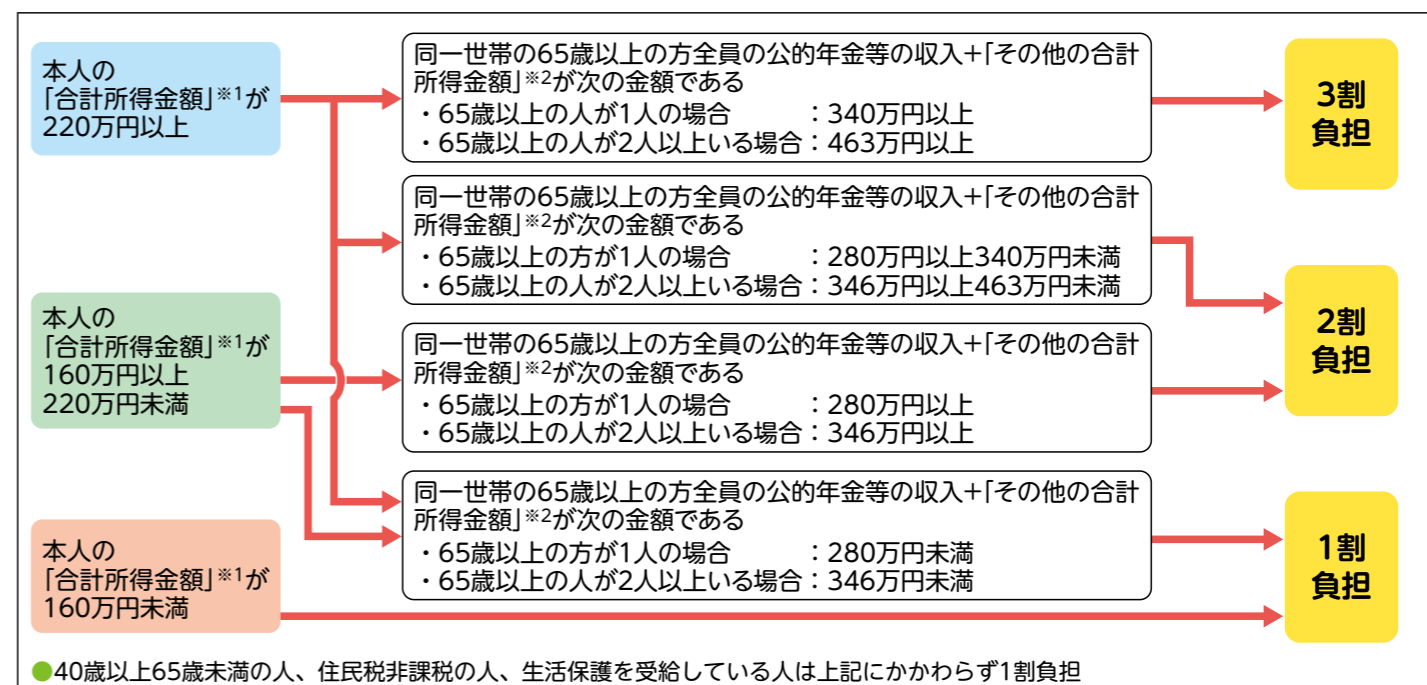 本人の
「合計所得金額」※1が
220万円以上
同一世帯の65歳以上の方全員の公的年金等の収入+「その他の合計
所得金額」※2が次の金額である
・65歳以上の人が1人の場合 :340万円以上
・65歳以上の人が2人以上いる場合:463万円以上
3割
負担
同一世帯の65歳以上の方全員の公的年金等の収入+「その他の合計
所得金額」※2が次の金額である
・65歳以上の方が1人の場合 :280万円以上340万円未満
・65歳以上の人が2人以上いる場合:346万円以上463万円未満
本人の
「合計所得金額」※1が
160万円以上
220万円未満
同一世帯の65歳以上の方全員の公的年金等の収入+「その他の合計
所得金額」※2が次の金額である
・65歳以上の方が1人の場合 :280万円以上
・65歳以上の人が2人以上いる場合:346万円以上
2割
負担
同一世帯の65歳以上の方全員の公的年金等の収入+「その他の合計
所得金額」※2が次の金額である
・65歳以上の方が1人の場合 :280万円未満
・65歳以上の人が2人以上いる場合:346万円未満
本人の
「合計所得金額」※1が
160万円未満
1割
負担
●40歳以上65歳未満の人、住民税非課税の人、生活保護を受給している人は上記にかかわらず1割負担